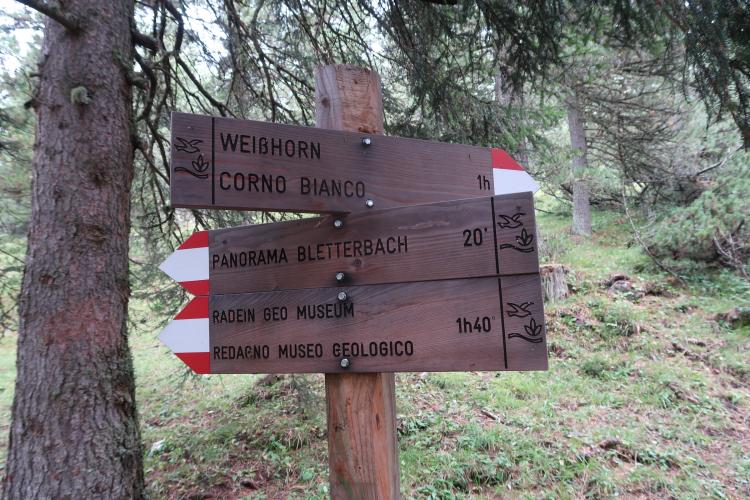 WEIßHORN
CORNO BIANCO 1h
PANORAMA BLETTERBACH 20'
RADEIN GEO MUSEUM
1h40'
REDAGNO MUSEO GEOLOGICO